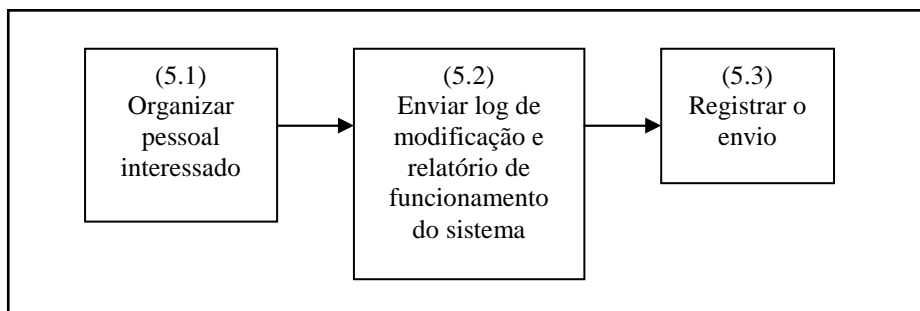 (5.1)
Organizar
pessoal
interessado
(5.2)
Enviar log de
modificação e
relatório de
funcionamento
do sistema
(5.3)
Registrar o
envio